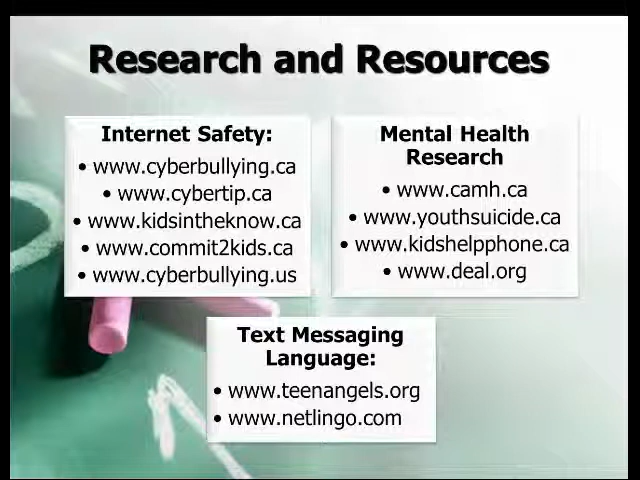 Research and Resources
Internet Safety:
• www.cyberbullying.ca
• www.cybertip.ca
• www.kidsintheknow.ca
• www.commit2kids.ca
• www.cyberbullying.us
Mental Health
Research
• www.camh.ca
• www.youthsuicide.ca
• www.kidshelpphone.ca
• www.deal.org
Text Messaging
Language:
• www.teenangels.org
• www.netlingo.com